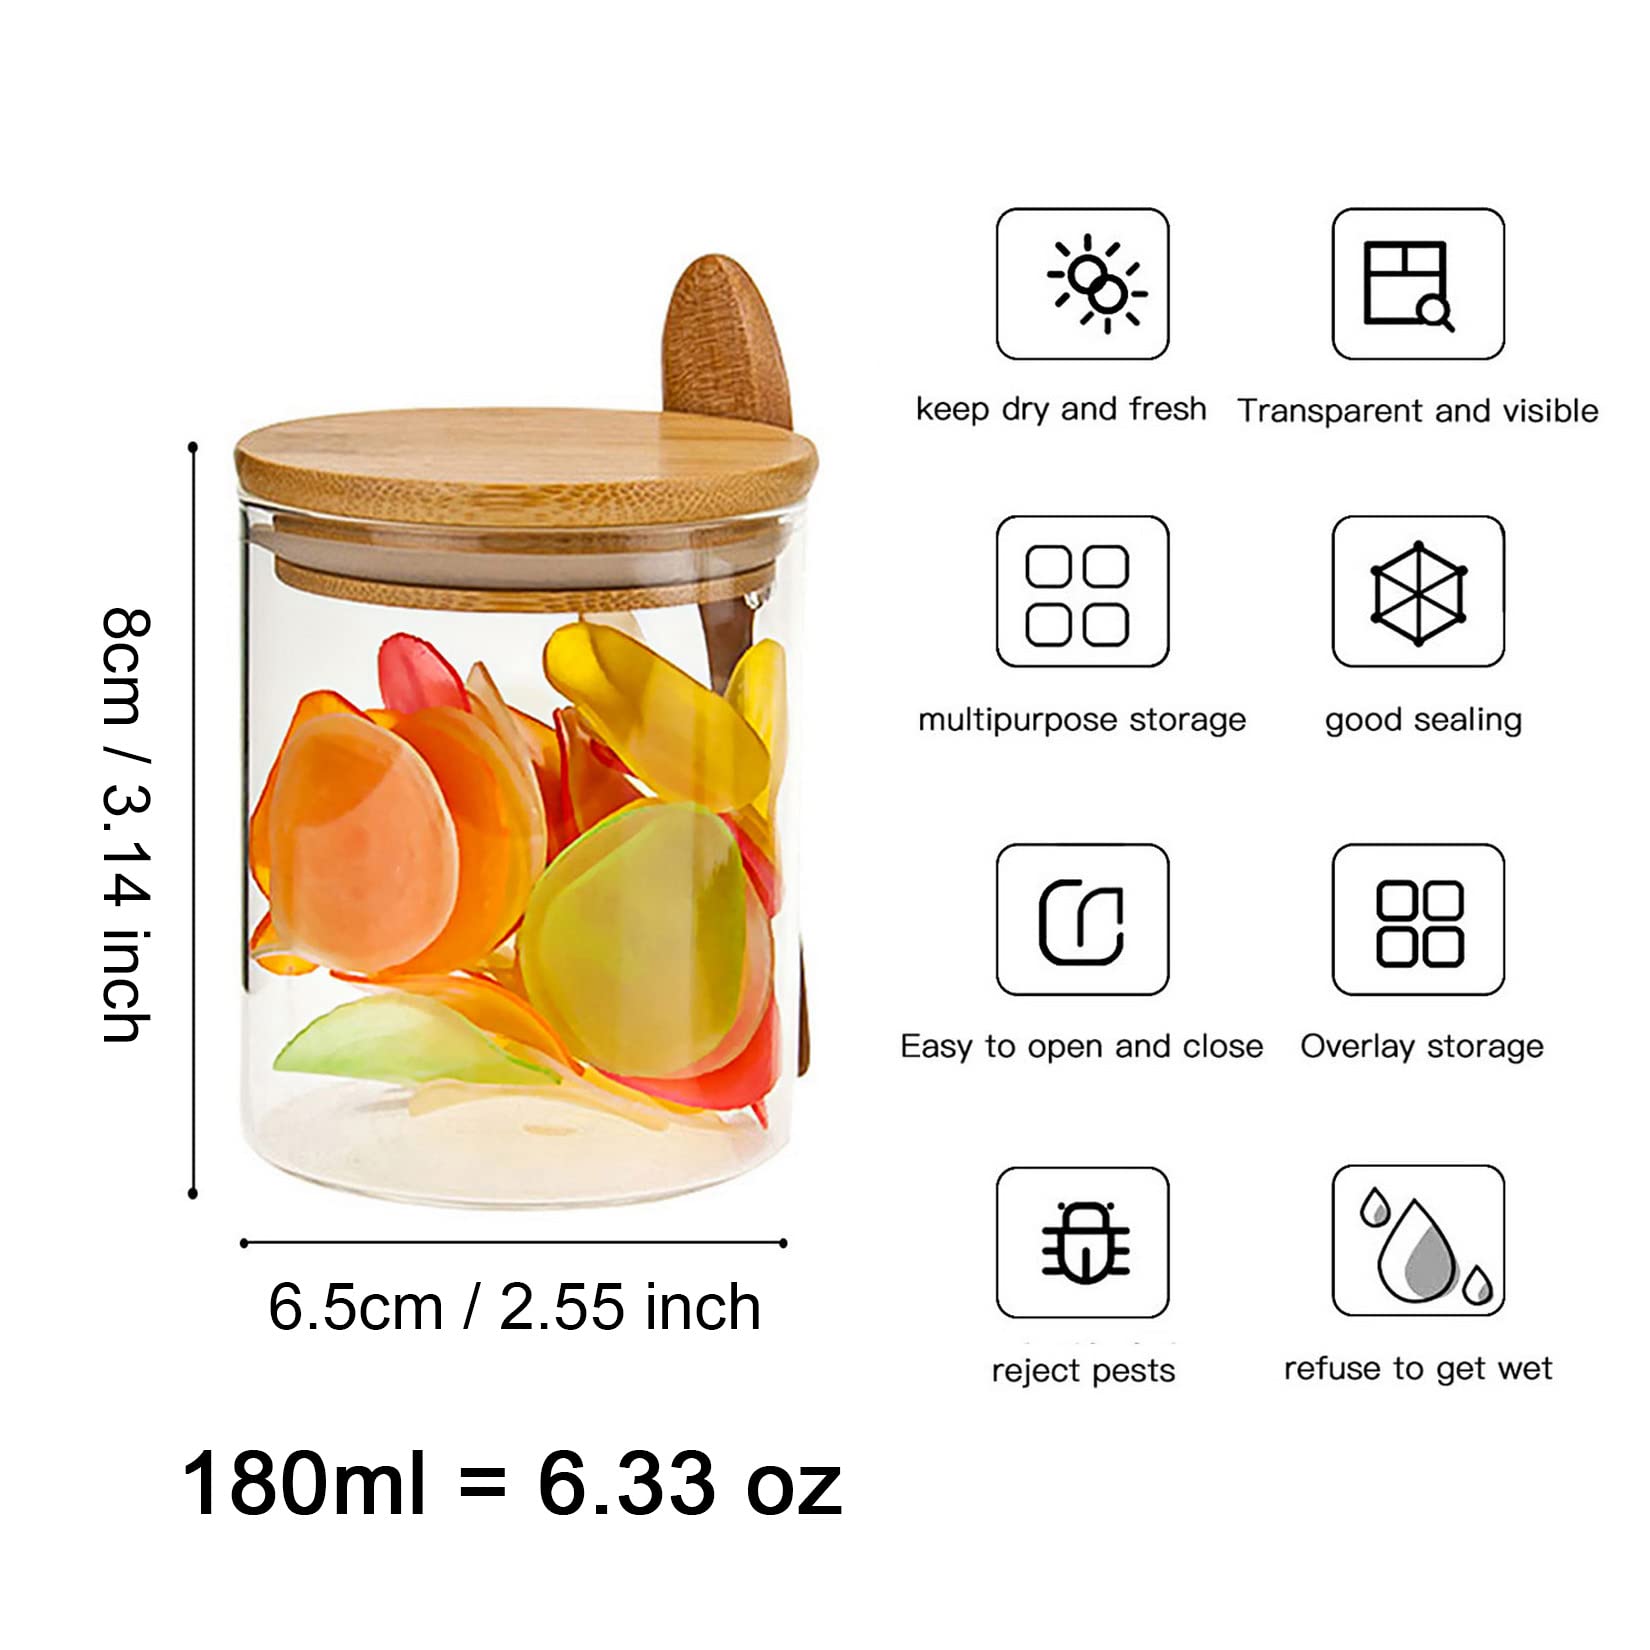 keep dry and fresh
Transparent and visible
multipurpose storage
good sealing
Easy to open and close
Overlay storage
reject pests
refuse to get wet
8cm / 3.14 inch
6.5cm / 2.55 inch
180ml = 6.33 oz